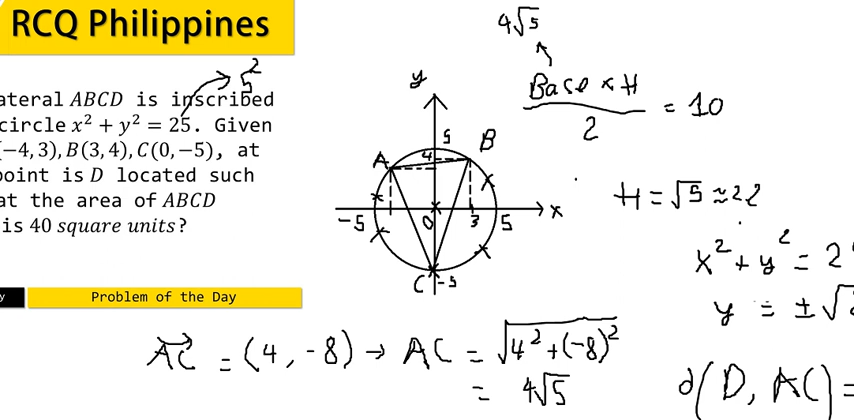 RCQ Philippines
ateral ABCD is inscribed
circle x² + y² = 25. Given
(−4, 3), B(3, 4), C(0, −5), at
point is D located such
at the area of ABCD
is 40 square units?
5²
y
Problem of the Day
y
5
4
A
B
-5
0
3
5
x
C
-5
4√5
Base × H
2
= 10
H = √5 ≈ 2.2
x² + y² = 2
y = ±√
AC = (4, -8) → AC = √4² + (-8)²
= 4√5
d(D, AC) =